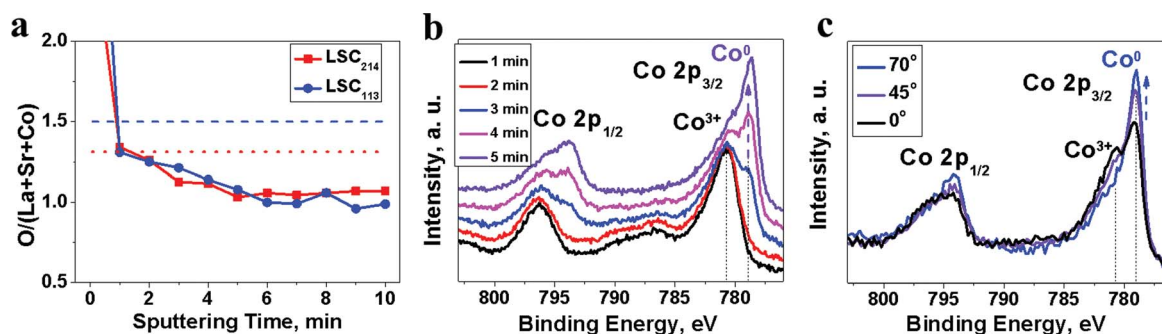 a
O/(La+Sr+Co)
2.0
1.5
1.0
0.5
0 2 4 6 8 10
Sputtering Time, min
LSC214
LSC113
b
Intensity, a. u.
1 min
2 min
3 min
4 min
5 min
Co 2p1/2
Co 2p3/2
Co3+
Co0
800 795 790 785 780
Binding Energy, eV
c
Intensity, a. u.
70°
45°
0°
Co 2p1/2
Co 2p3/2
Co3+
Co0
800 795 790 785 780
Binding Energy, eV